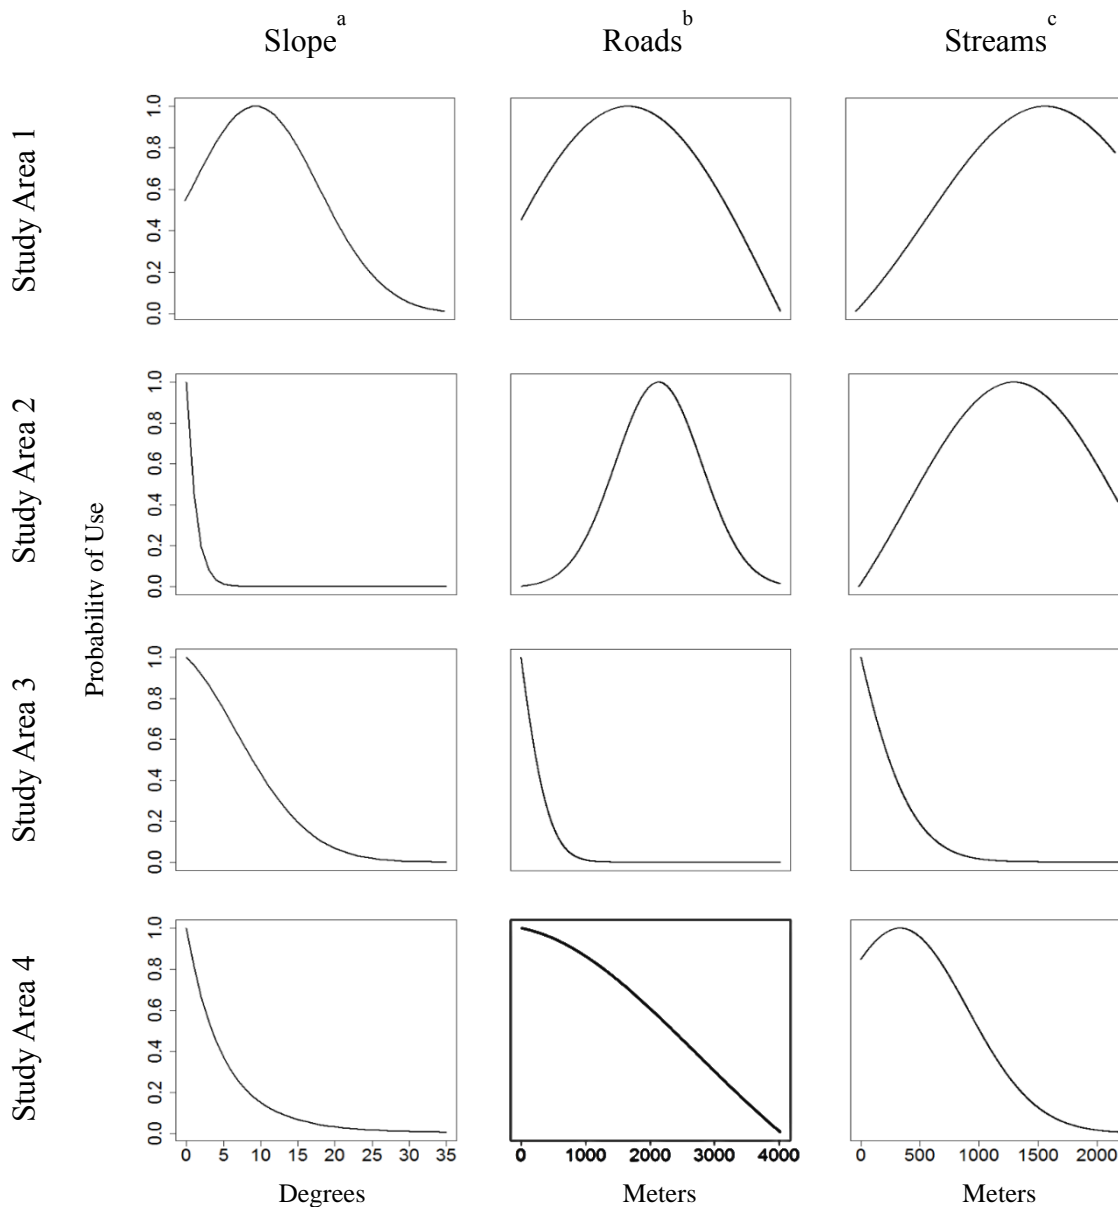 Slope a Roads b Streams c
Study Area 1
0.0 0.2 0.4 0.6 0.8 1.0
Study Area 2
0.0 0.2 0.4 0.6 0.8 1.0
Probability of Use
Study Area 3
0.0 0.2 0.4 0.6 0.8 1.0
Study Area 4
0.0 0.2 0.4 0.6 0.8 1.0
0 5 10 15 20 25 30 35 0 1000 2000 3000 4000 0 500 1000 1500 2000
Degrees Meters Meters